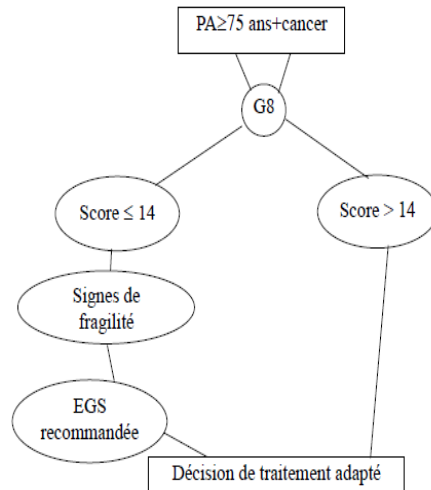 PA≥75 ans+cancer
G8
Score ≤ 14
Score > 14
Signes de
fragilité
EGS
recommandée
Décision de traitement adapté